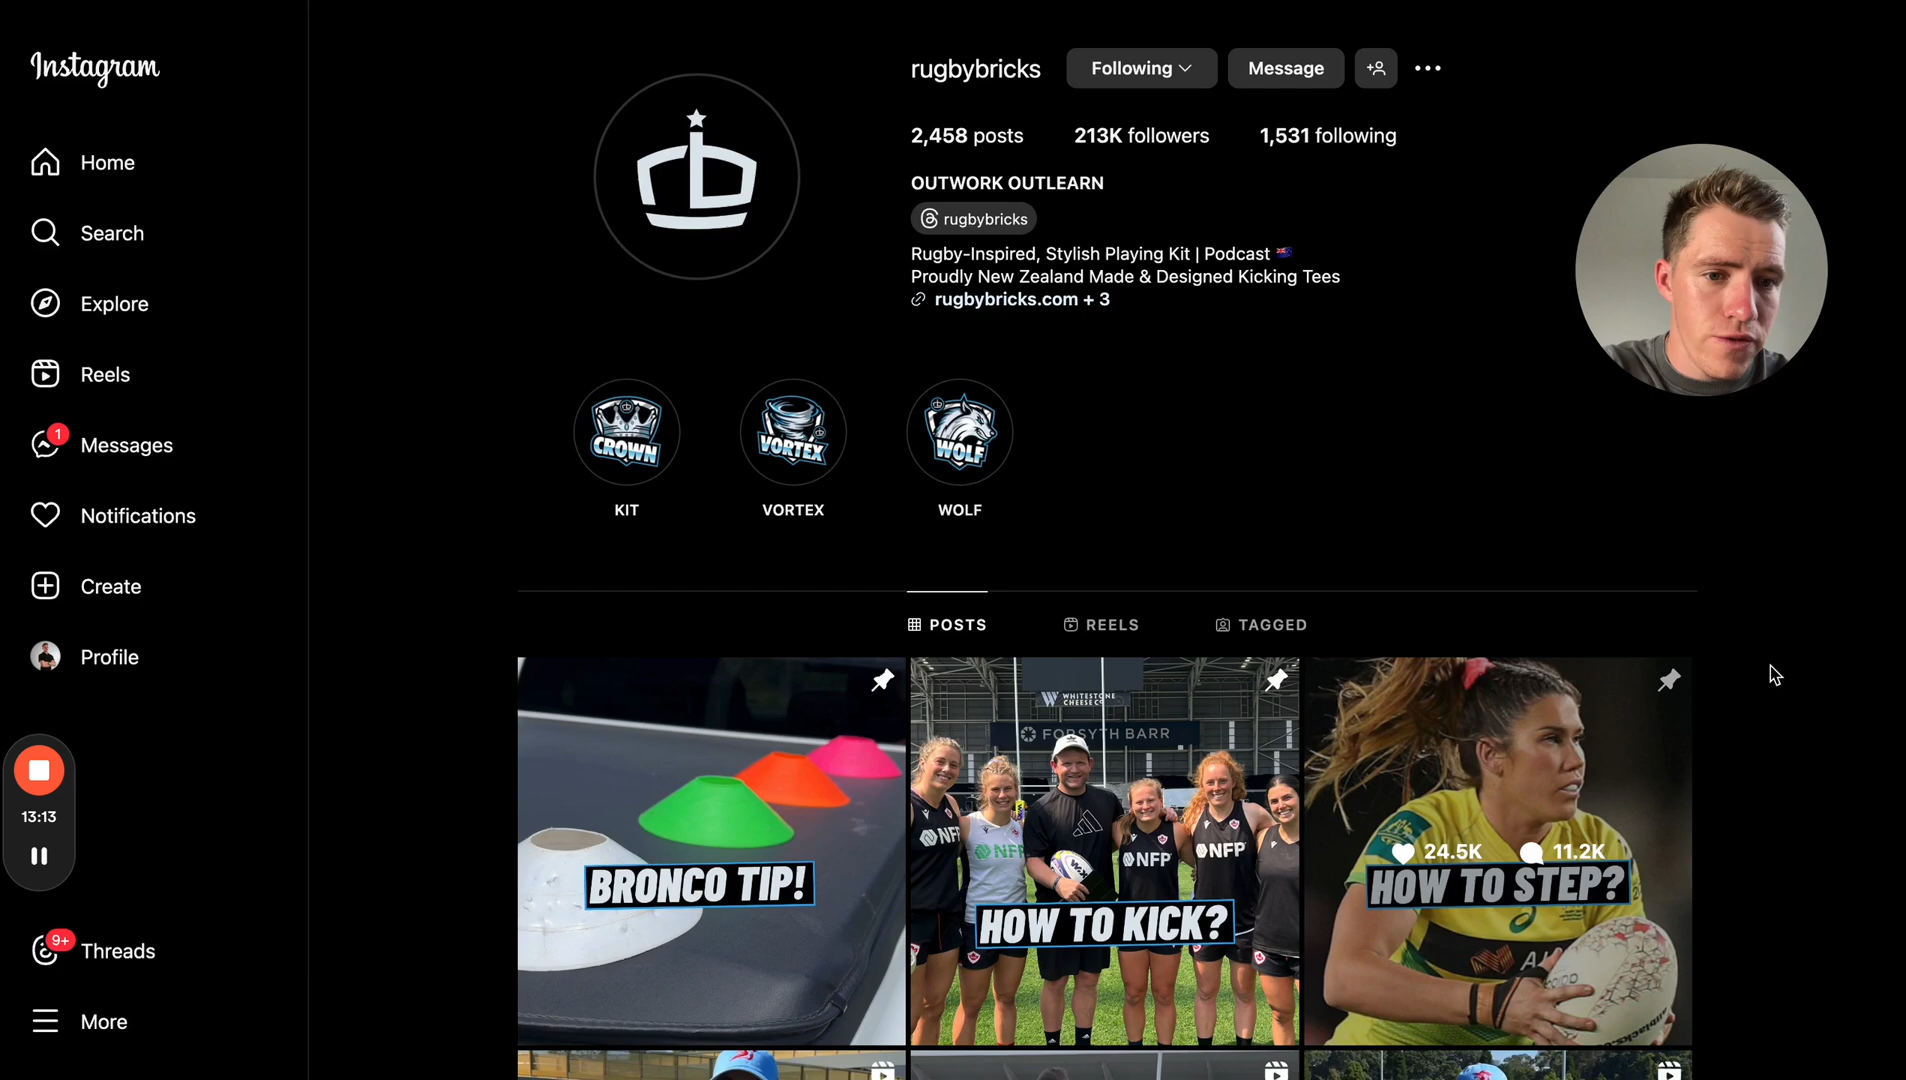 Instagram
Home
Search
Explore
Reels
1
Messages
Notifications
Create
Profile
13:13
9+
Threads
More
rugbybricks
Following
Message
2,458 posts
213K followers
1,531 following
OUTWORK OUTLEARN
rugbybricks
Rugby-Inspired, Stylish Playing Kit | Podcast 🇳🇿
Proudly New Zealand Made & Designed Kicking Tees
rugbybricks.com + 3
CROWN
VORTEX
WOLF
KIT
VORTEX
WOLF
POSTS
REELS
TAGGED
BRONCO TIP!
WHITESTONE
CHEESE CO
FORSYTH BARR
NFP
NFP
NFP
NFP
HOW TO KICK?
24.5K
11.2K
HOW TO STEP?